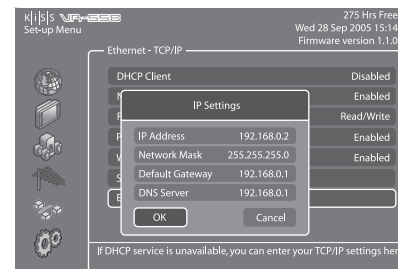 KISS VR-558
275 Hrs Free
Set-up Menu
Wed 28 Sep 2005 15:14
Firmware version 1.1.0
Ethernet - TCP/IP
DHCP Client Disabled
Enabled
Read/Write
Enabled
Enabled
IP Settings
IP Address 192.168.0.2
Network Mask 255.255.255.0
Default Gateway 192.168.0.1
DNS Server 192.168.0.1
OK Cancel
If DHCP service is unavailable, you can enter your TCP/IP settings her